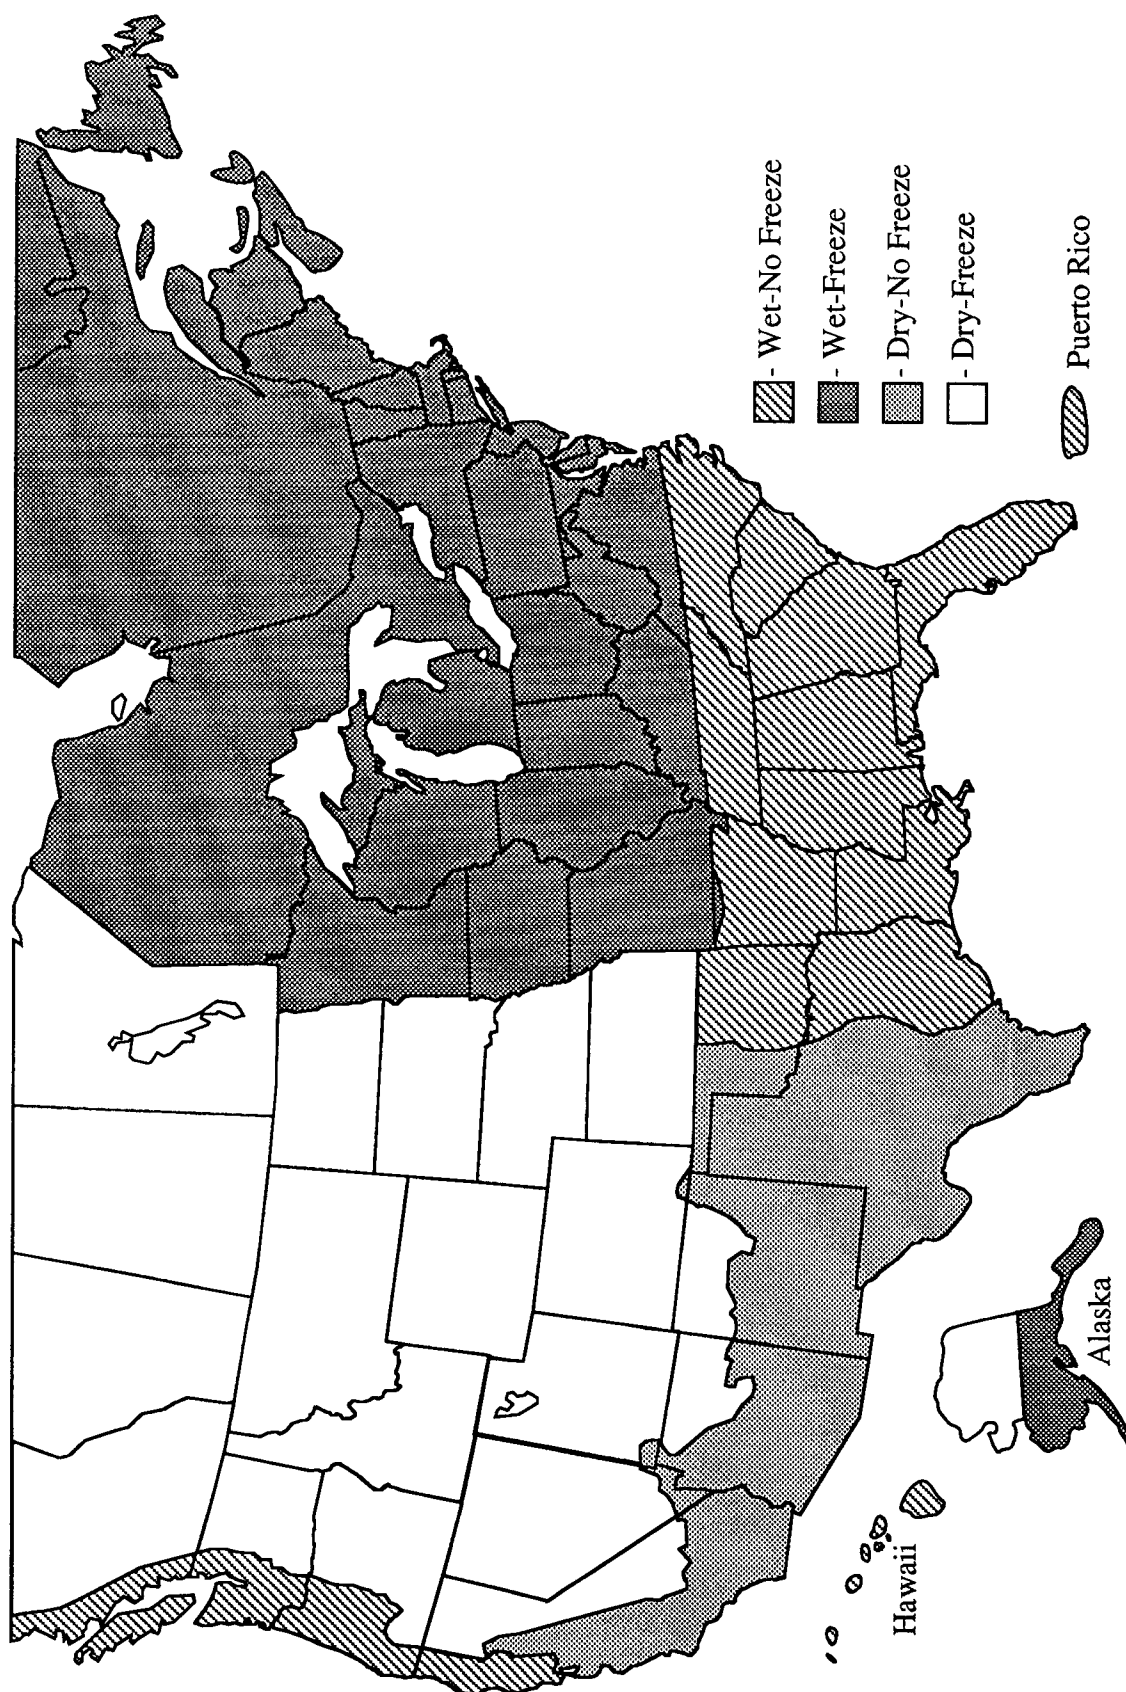 - Wet-No Freeze
- Wet-Freeze
- Dry-No Freeze
- Dry-Freeze
Puerto Rico
Alaska
Hawaii